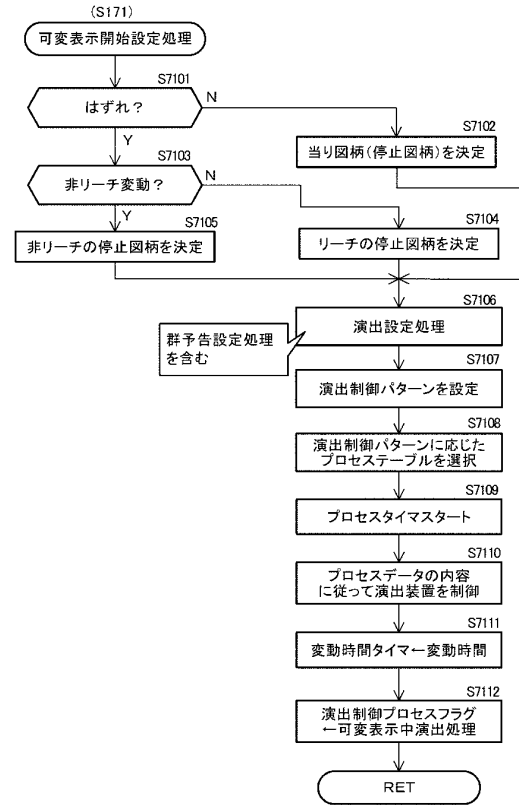 (S171)
可変表示開始設定処理
S7101
はずれ？
N
Y
S7102
当り図柄(停止図柄)を決定
S7103
非リーチ変動？
N
Y
S7105
非リーチの停止図柄を決定
S7104
リーチの停止図柄を決定
S7106
演出設定処理
群予告設定処理
を含む
S7107
演出制御パターンを設定
S7108
演出制御パターンに応じた
プロセステーブルを選択
S7109
プロセスタイマスタート
S7110
プロセスデータの内容
に従って演出装置を制御
S7111
変動時間タイマ←変動時間
S7112
演出制御プロセスフラグ
←可変表示中演出処理
RET